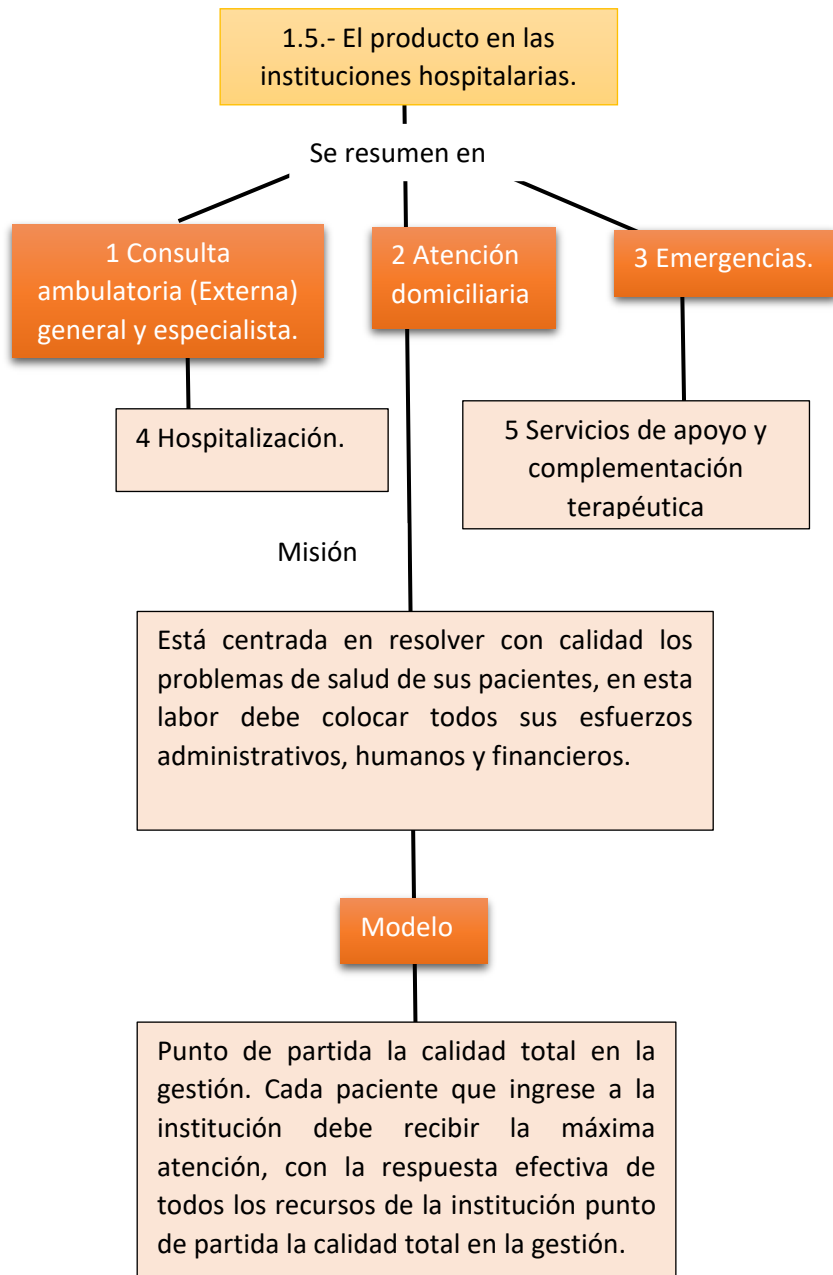 1.5.- El producto en las
instituciones hospitalarias.
Se resumen en
1 Consulta
ambulatoria (Externa)
general y especialista.
2 Atención
domiciliaria
3 Emergencias.
4 Hospitalización.
5 Servicios de apoyo y
complementación
terapéutica
Misión
Está centrada en resolver con calidad los
problemas de salud de sus pacientes, en esta
labor debe colocar todos sus esfuerzos
administrativos, humanos y financieros.
Modelo
Punto de partida la calidad total en la
gestión. Cada paciente que ingrese a la
institución debe recibir la máxima
atención, con la respuesta efectiva de
todos los recursos de la institución punto
de partida la calidad total en la gestión.